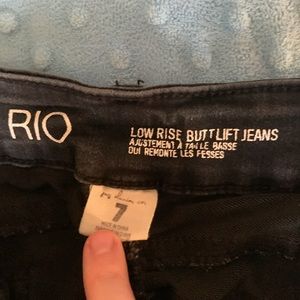 RIO
LOW RISE BUTT LIFT JEANS
AJUSTEMENT À TAILLE BASSE
QUI REMONTE LES FESSES
7